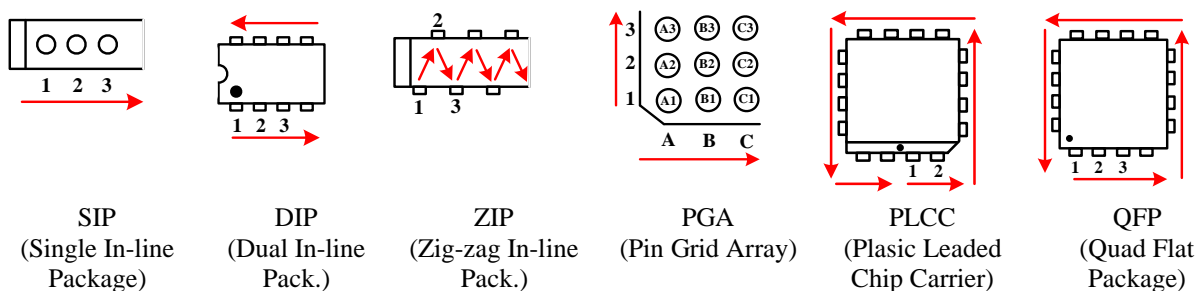 1 2 3
SIP
(Single In-line
Package)
1 2 3
DIP
(Dual In-line
Pack.)
2
1 3
ZIP
(Zig-zag In-line
Pack.)
3 A3 B3 C3
2 A2 B2 C2
1 A1 B1 C1
A B C
PGA
(Pin Grid Array)
1 2
PLCC
(Plasic Leaded
Chip Carrier)
1 2 3
QFP
(Quad Flat
Package)